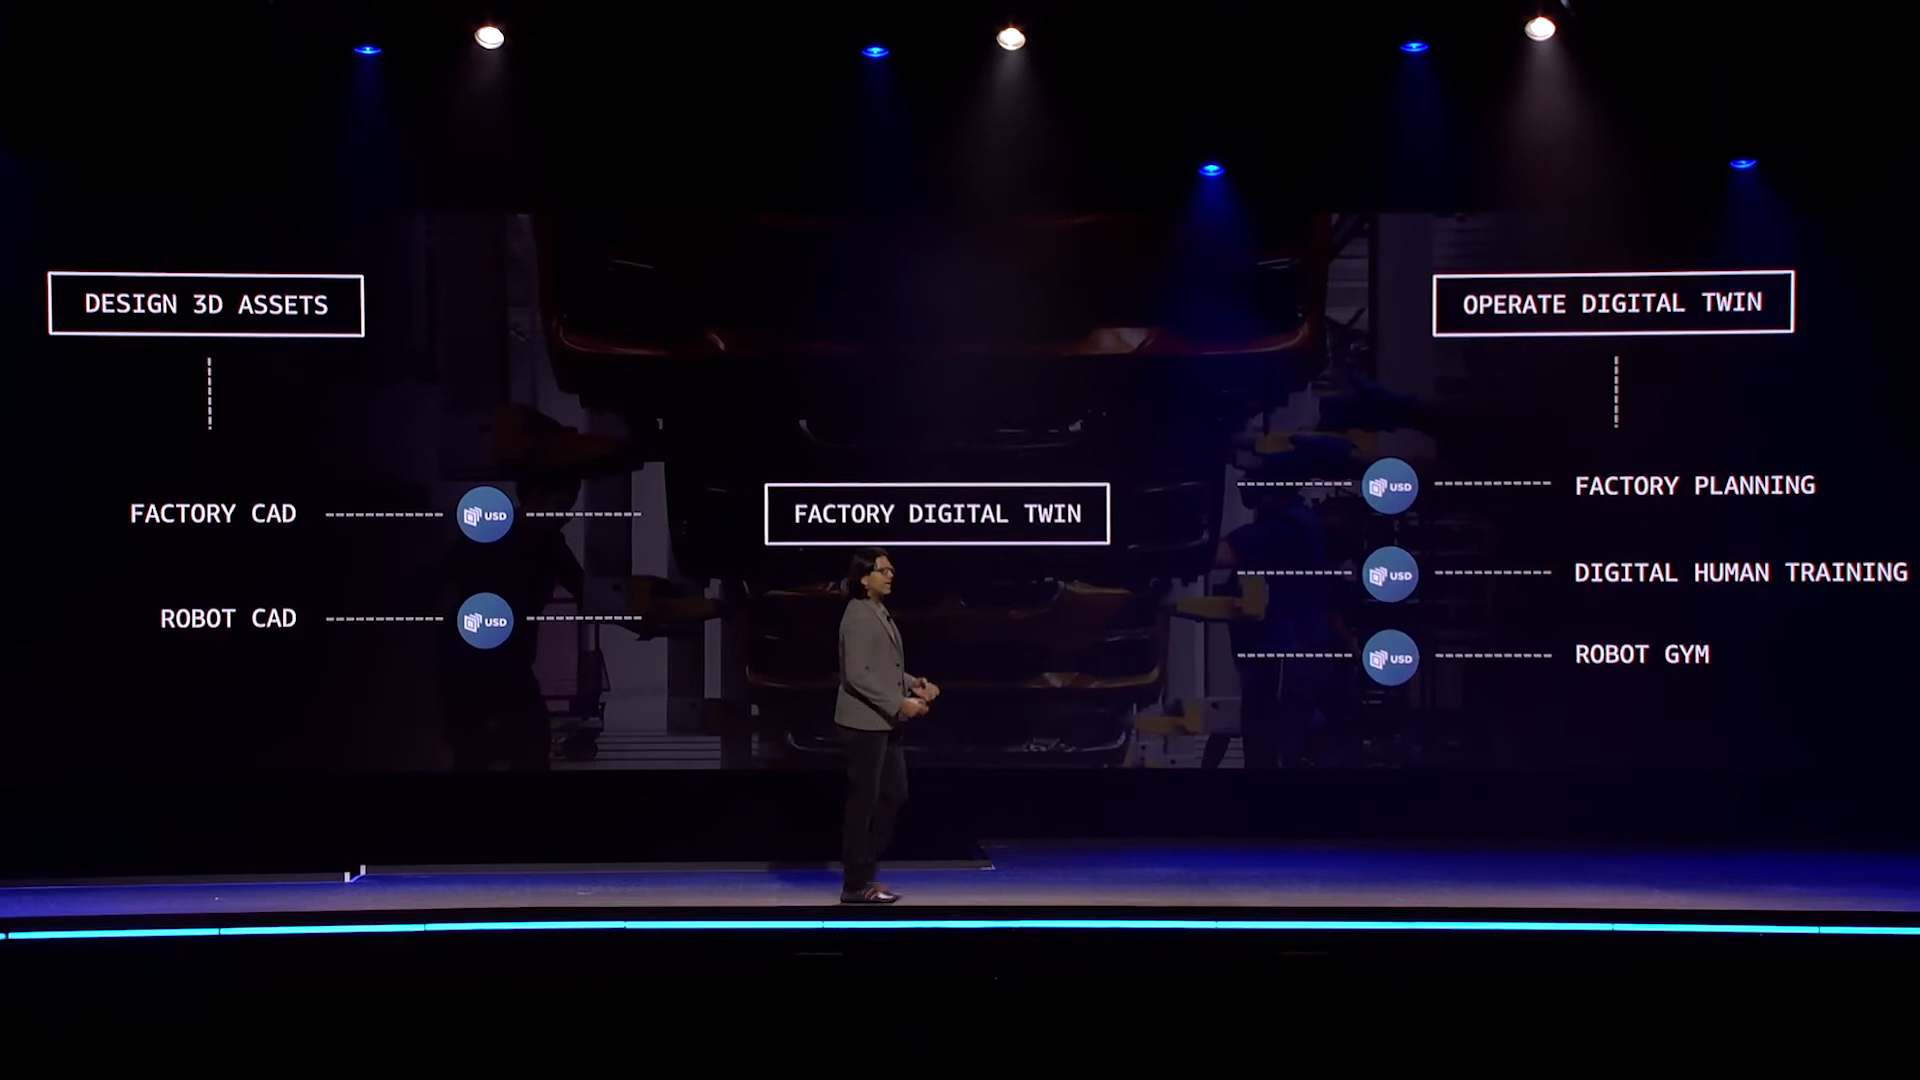 DESIGN 3D ASSETS
FACTORY CAD
USD
ROBOT CAD
USD
FACTORY DIGITAL TWIN
OPERATE DIGITAL TWIN
USD
FACTORY PLANNING
USD
DIGITAL HUMAN TRAINING
USD
ROBOT GYM